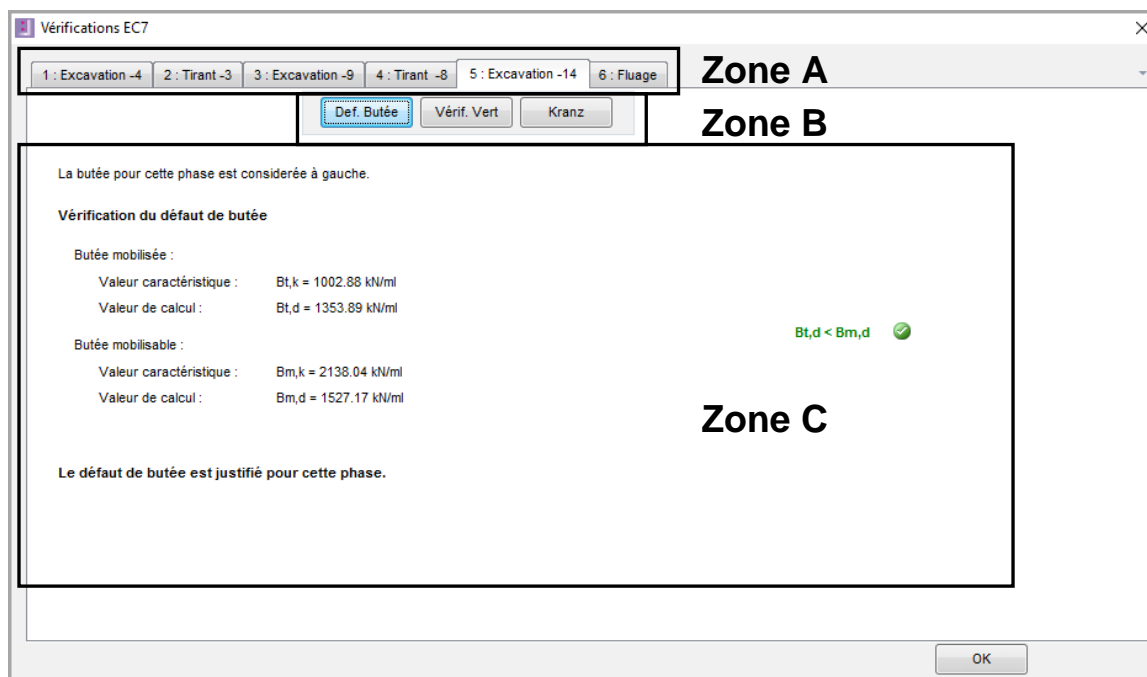 Vérifications EC7
1 : Excavation -4 2 : Tirant -3 3 : Excavation -9 4 : Tirant -8 5 : Excavation -14 6 : Fluage Zone A
Def. Butée Vérif. Vert Kranz Zone B
La butée pour cette phase est considerée à gauche.
Vérification du défaut de butée
Butée mobilisée :
Valeur caractéristique : Bt,k = 1002.88 kN/ml
Valeur de calcul : Bt,d = 1353.89 kN/ml
Bt,d < Bm,d
Butée mobilisable :
Valeur caractéristique : Bm,k = 2138.04 kN/ml
Valeur de calcul : Bm,d = 1527.17 kN/ml
Zone C
Le défaut de butée est justifié pour cette phase.
OK